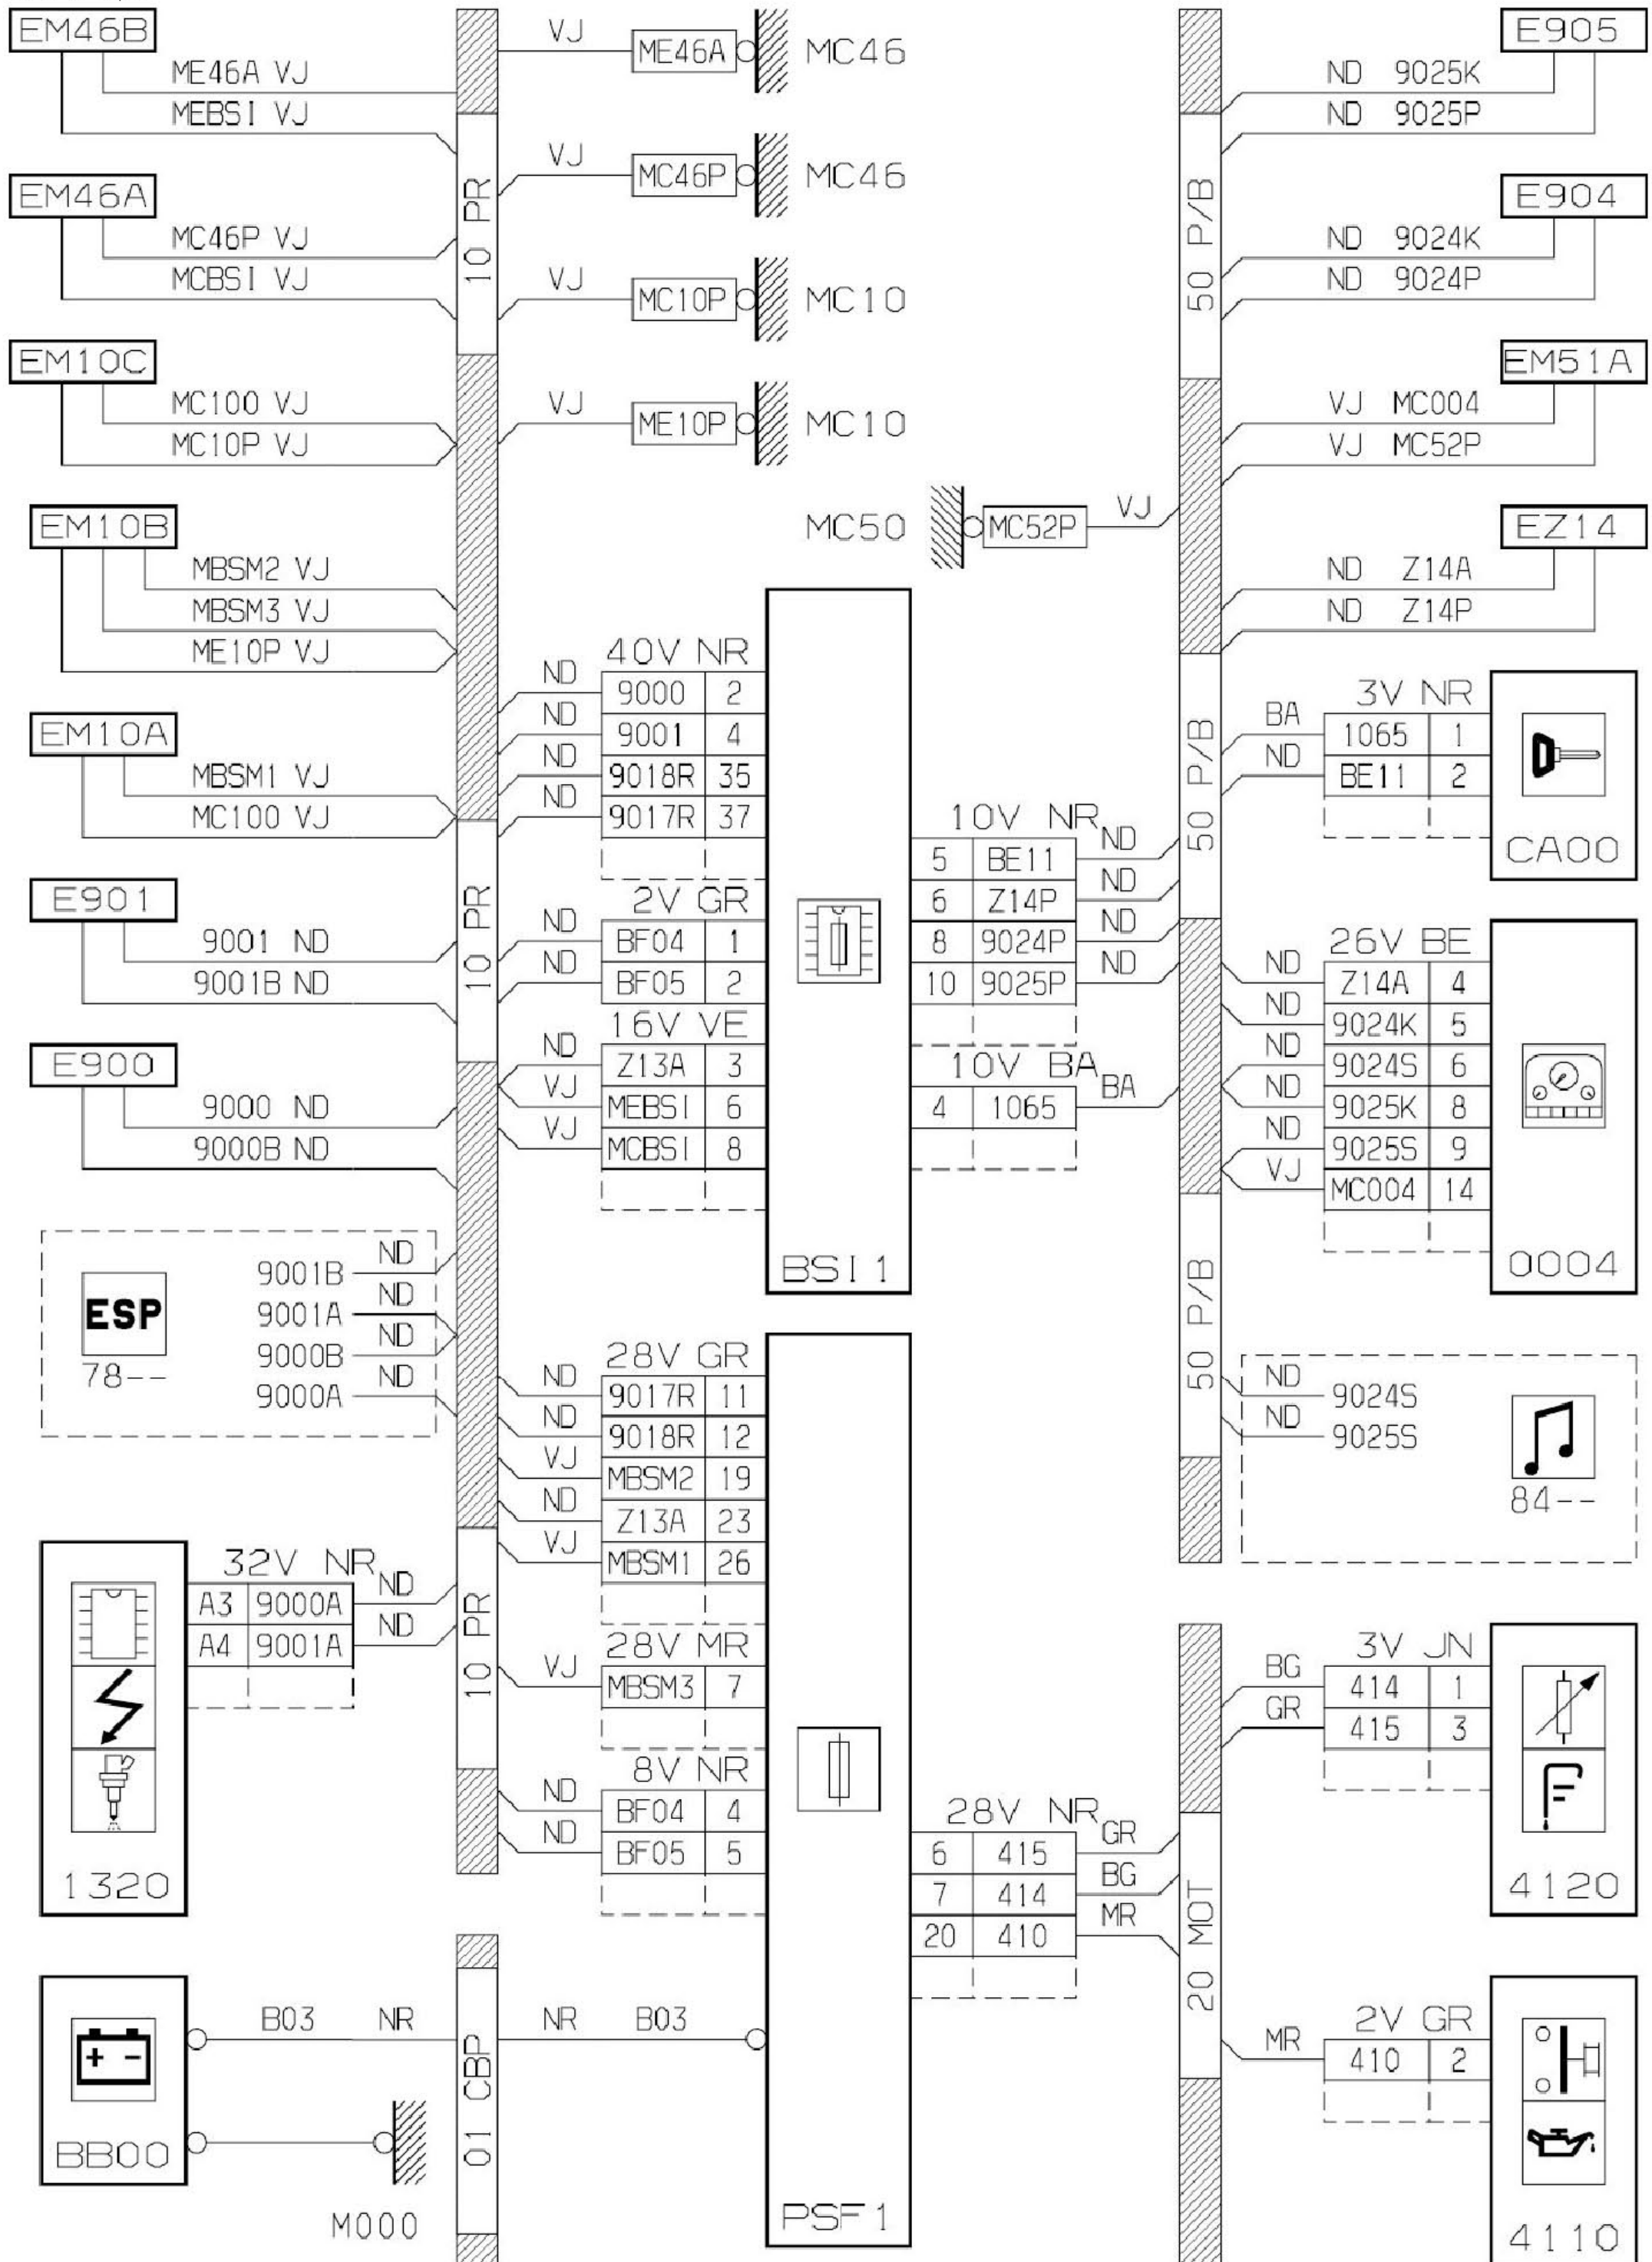 EM46B
ME46A VJ
MEBSI VJ
EM46A
MC46P VJ
MCBSI VJ
EM10C
MC100 VJ
MC10P VJ
EM10B
MBSM2 VJ
MBSM3 VJ
ME10P VJ
EM10A
MBSM1 VJ
MC100 VJ
E901
9001 ND
9001B ND
E900
9000 ND
9000B ND
ESP
78--
9001B ND
9001A ND
9000B ND
9000A ND
32V NR
A3 9000A ND
A4 9001A ND
1320
BB00
B03 NR
M000
10 PR
10 PR
10 PR
01 CBP
VJ ME46A MC46
VJ MC46P MC46
VJ MC10P MC10
VJ ME10P MC10
MC50 MC52P VJ
40V NR
ND 9000 2
ND 9001 4
ND 9018R 35
ND 9017R 37
2V GR
ND BF04 1
ND BF05 2
16V VE
ND Z13A 3
VJ MEBSI 6
VJ MCBSI 8
BSI 1
10V NR
5 BE11 ND
6 Z14P ND
8 9024P ND
10 9025P ND
10V BA
4 1065 BA
28V GR
ND 9017R 11
ND 9018R 12
VJ MBSM2 19
ND Z13A 23
VJ MBSM1 26
28V MR
VJ MBSM3 7
8V NR
ND BF04 4
ND BF05 5
NR B03
PSF1
28V NR
6 415 GR
7 414 BG
20 410 MR
50 P/B
50 P/B
50 P/B
20 MOT
E905
ND 9025K
ND 9025P
E904
ND 9024K
ND 9024P
EM51A
VJ MC004
VJ MC52P
EZ14
ND Z14A
ND Z14P
3V NR
BA 1065 1
ND BE11 2
CA00
26V BE
ND Z14A 4
ND 9024K 5
ND 9024S 6
ND 9025K 8
ND 9025S 9
VJ MC004 14
0004
ND 9024S
ND 9025S
84--
3V JN
BG 414 1
GR 415 3
4120
2V GR
MR 410 2
4110